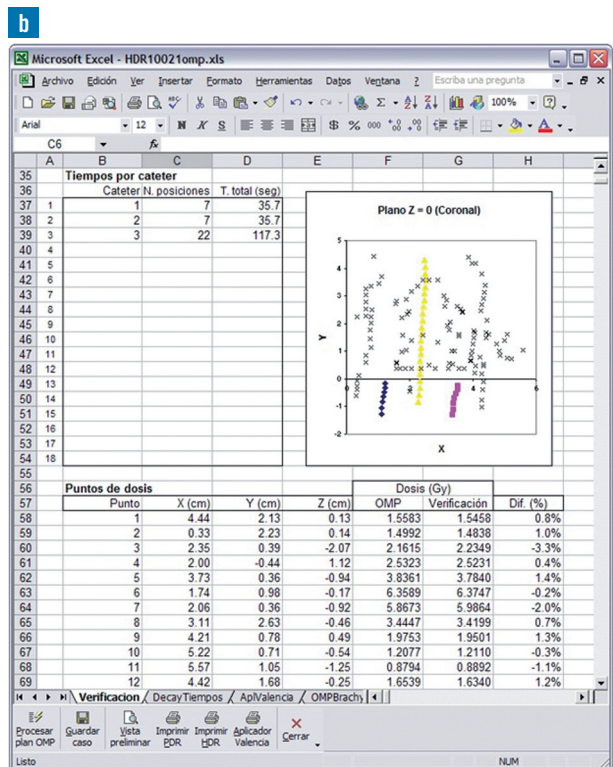 b
Microsoft Excel - HDR10021omp.xls
Archivo Edición Ver Insertar Formato Herramientas Datos Ventana ? Escriba una pregunta
100%
Arial 12 N K S $ % 000
C6 fx
A B C D E F G H
35 Tiempos por cateter
36 Cateter N. posiciones T. total (seg)
37 1 1 7 35.7
38 2 2 7 35.7
39 3 3 22 117.3
40 4
41 5
42 6
43 7
44 8
45 9
46 10
47 11
48 12
49 13
50 14
51 15
52 16
53 17
54 18
Plano Z = 0 (Coronal)
5
4
3
2
1
0
-1
-2
0 2 4 6
Y
X
55
56 Puntos de dosis Dosis (Gy)
57 Punto X (cm) Y (cm) Z (cm) OMP Verificación Dif. (%)
58 1 4.44 2.13 0.13 1.5583 1.5458 0.8%
59 2 0.33 2.23 0.14 1.4992 1.4838 1.0%
60 3 2.35 0.39 -2.07 2.1615 2.2349 -3.3%
61 4 2.00 -0.44 1.12 2.5323 2.5231 0.4%
62 5 3.73 0.36 -0.94 3.8361 3.7840 1.4%
63 6 1.74 0.98 -0.17 6.3589 6.3747 -0.2%
64 7 2.06 0.36 -0.92 5.8673 5.9864 -2.0%
65 8 3.11 2.63 -0.46 3.4447 3.4199 0.7%
66 9 4.21 0.78 0.49 1.9753 1.9501 1.3%
67 10 5.22 0.71 -0.54 1.2077 1.2110 -0.3%
68 11 5.57 1.05 -1.25 0.8794 0.8892 -1.1%
69 12 4.42 1.68 -0.25 1.6539 1.6340 1.2%
Verificacion DecayTiempos AplValencia OMPBrachy
Procesar plan OMP Guardar caso Vista preliminar Imprimir PDR Imprimir HDR Aplicador Valencia Cerrar
Listo NUM